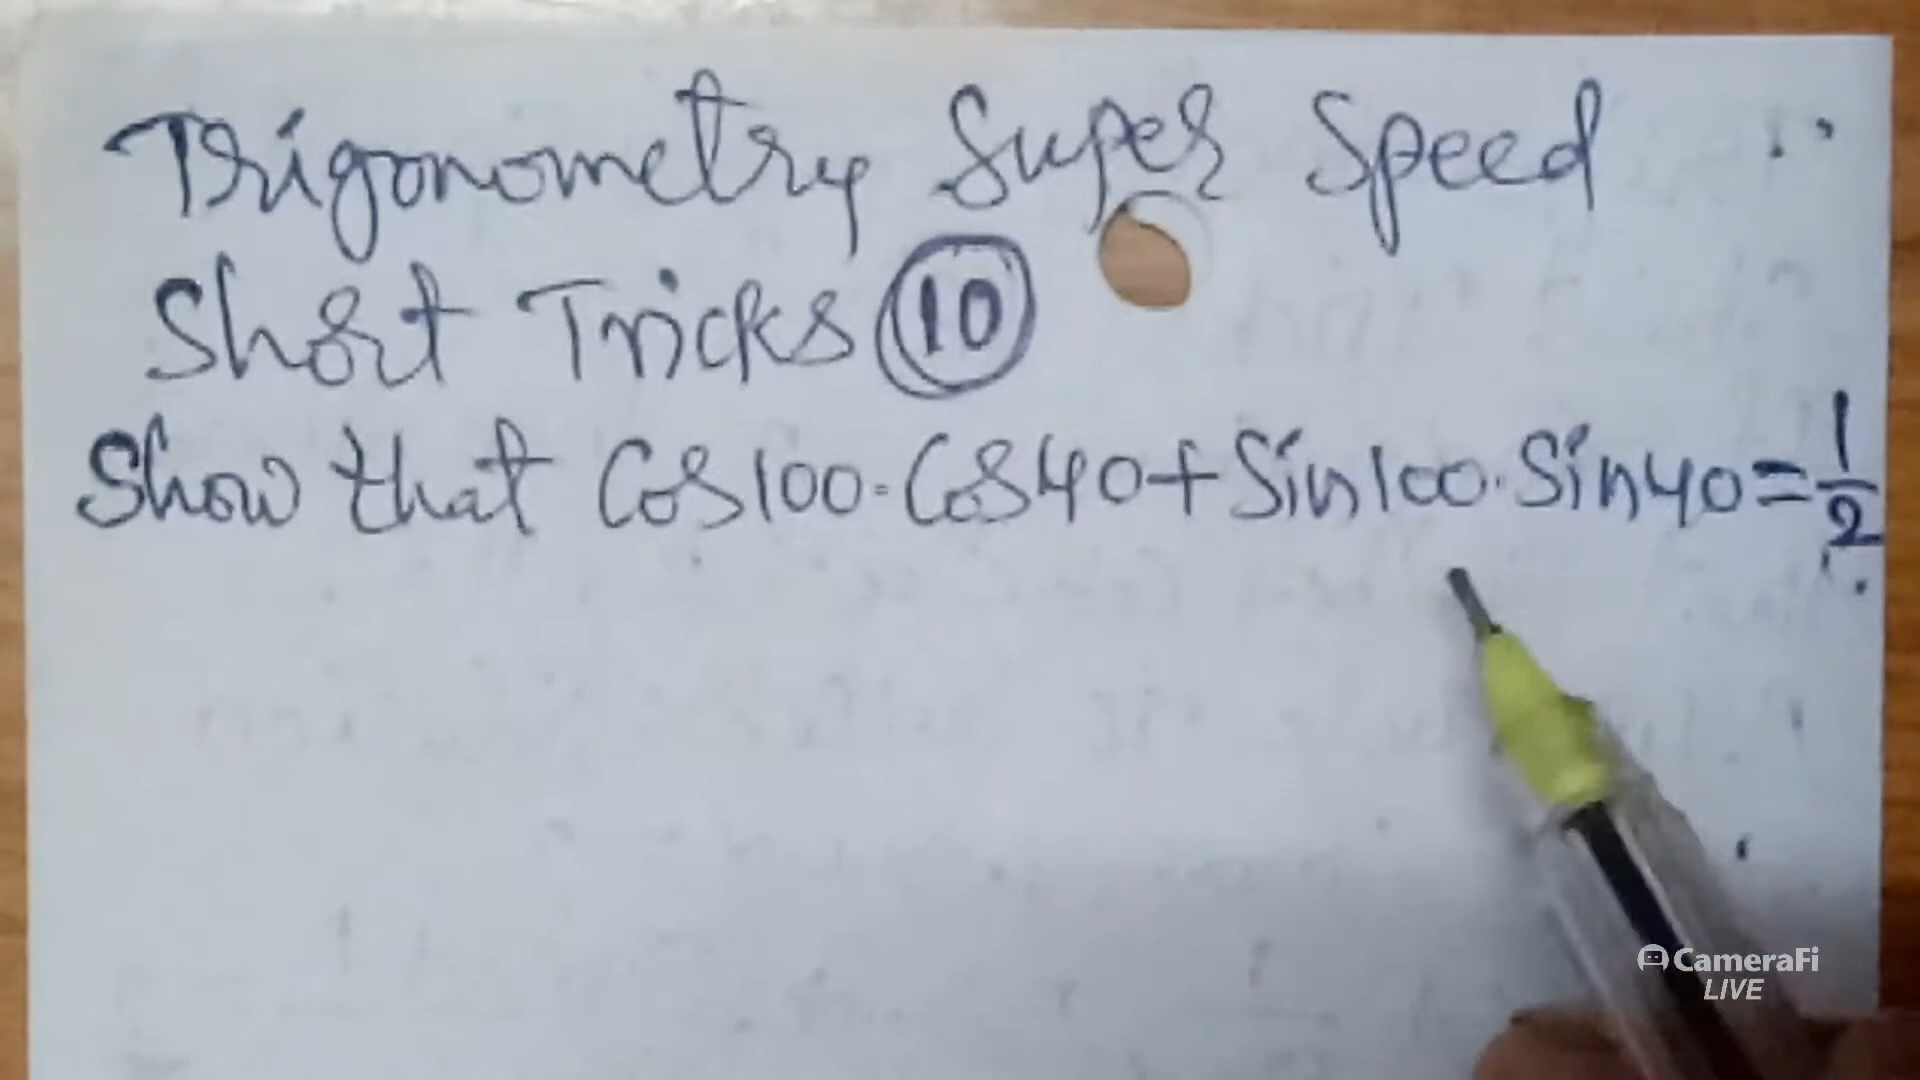 Trigonometry Super Speed
Short Tricks 10
Show that Cos100·Cos40+Sin100·Sin40=1/2
CameraFi
LIVE